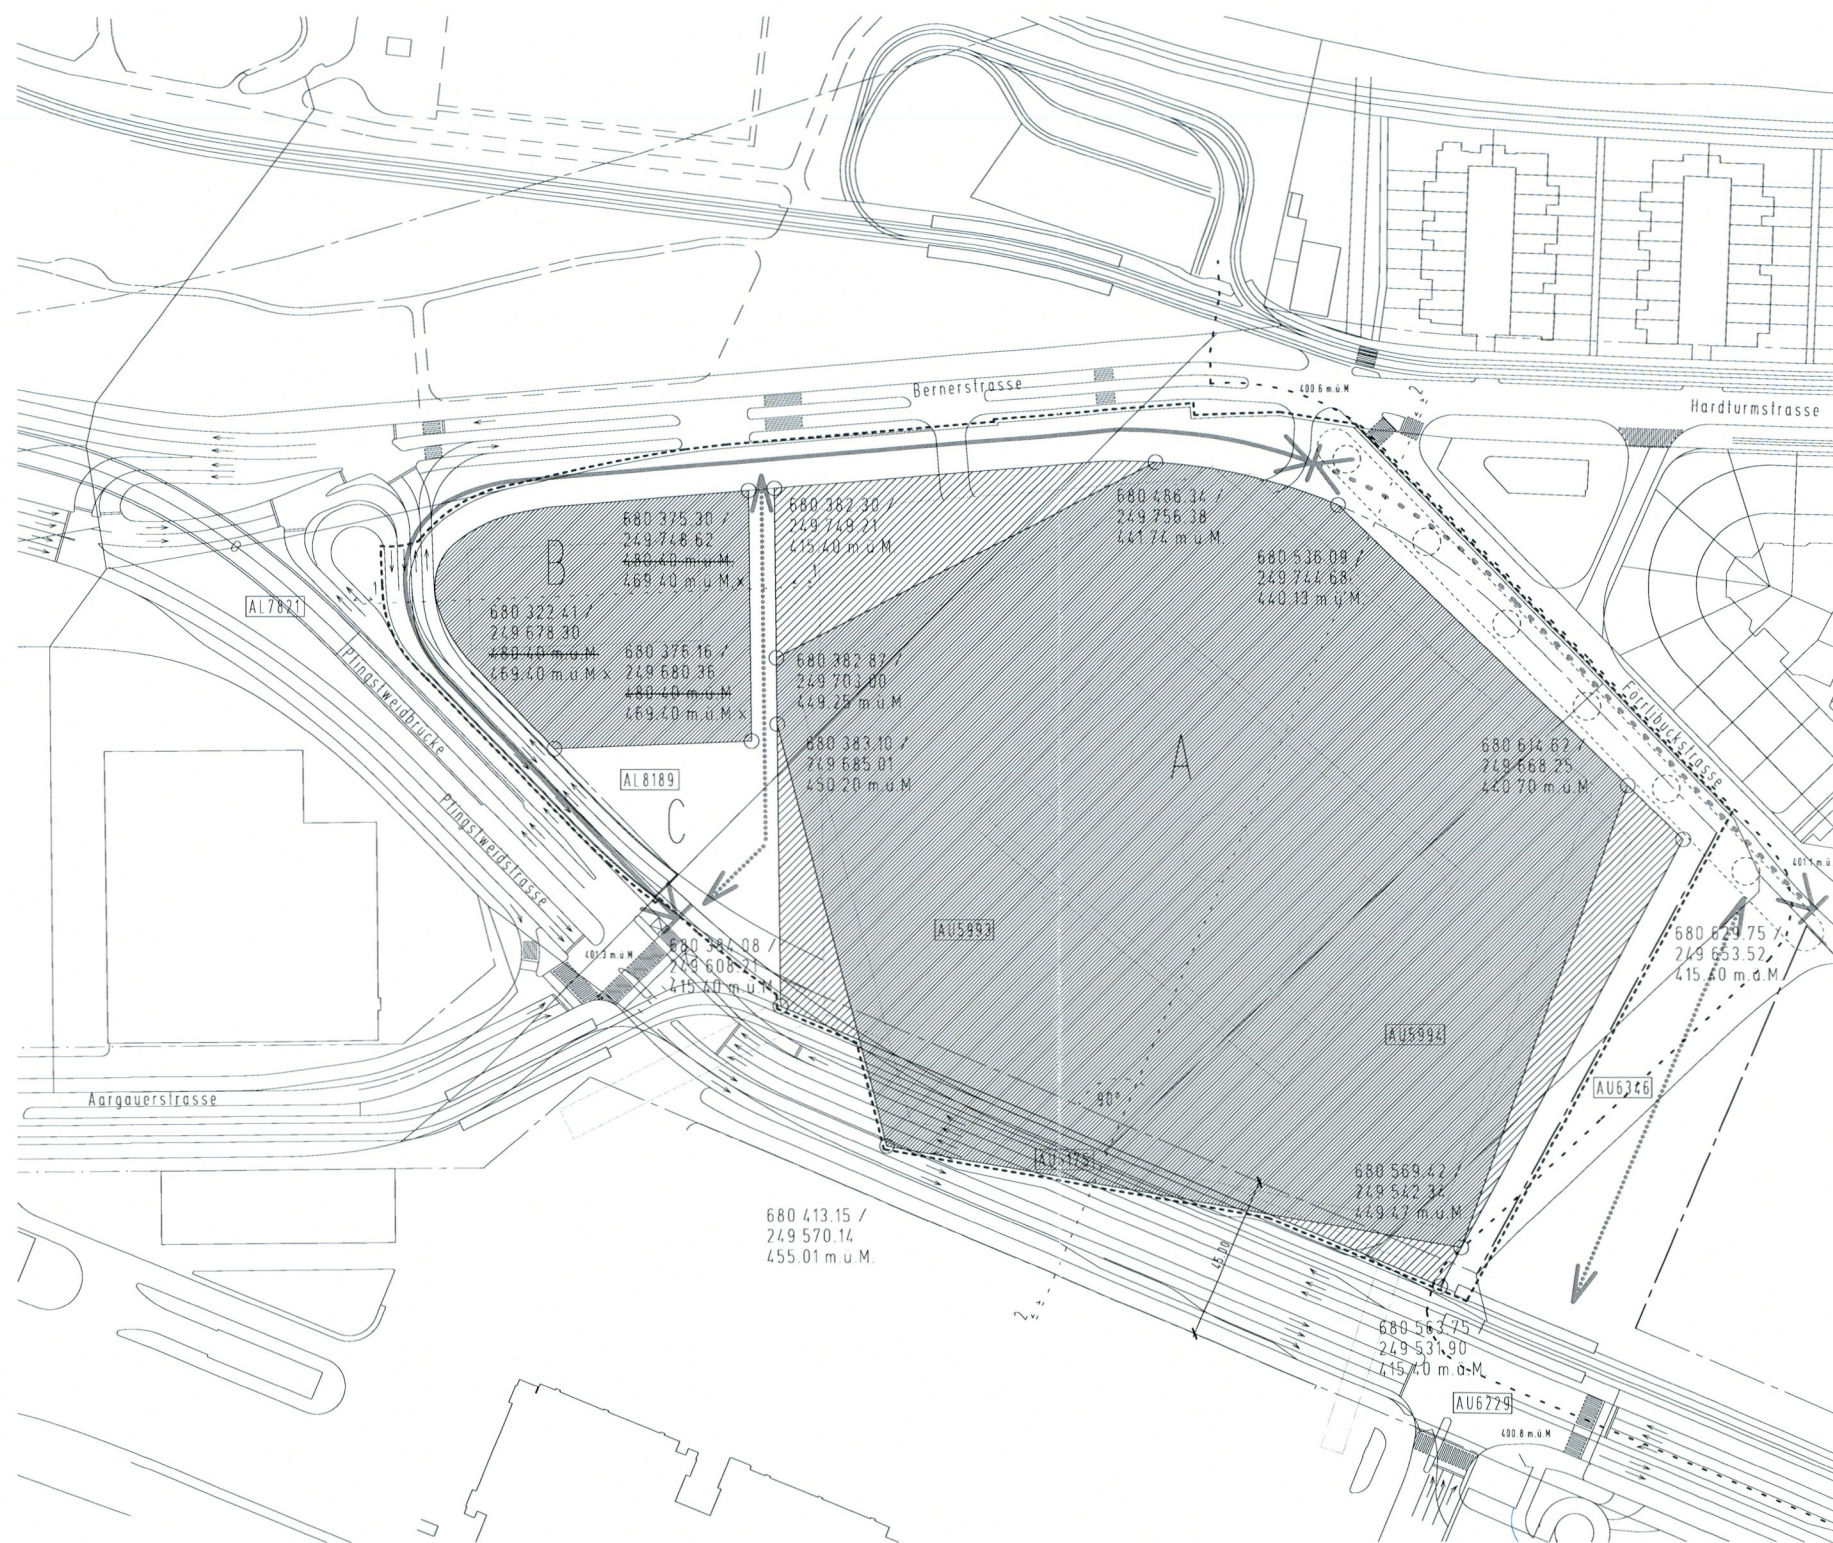 Bernerstrasse
400.6 m.ü.M
2
Hardturmstrasse
680 375.30 /
249 748.62
480.40 m.ü.M.
469.40 m.ü.M.x
680 382.30 /
249 749.21
415.40 m.ü.M.
680 486.34 /
249 756.38
441.74 m.ü.M.
680 536.09 /
249 744.68
440.13 m.ü.M.
B
1
1
AL7821
680 322.41 /
249 678.30
480.40 m.ü.M.
469.40 m.ü.M x
680 376.16 /
249 680.36
480.40 m.ü.M
469.40 m.ü.M x
680 382.87 /
249 703.00
449.25 m.ü.M.
Pfingstweidbrücke
Förrlibuckstrasse
680 383.10 /
249 685.01
450.20 m.ü.M
A
680 614.62 /
249 668.25
440.70 m.ü.M
AL8189
C
Pfingstweidstrasse
401.1 m.ü
AU5993
680 384.08 /
249 608.21
415.40 m.ü.M
401.3 m.ü.M
680 629.75 /
249 653.52
415.40 m.ü.M
AU5994
AU6346
Aargauerstrasse
90°
680 569.42 /
249 542.34
449.47 m.ü.M
680 413.15 /
249 570.14
455.01 m.ü.M.
45.00
2
680 563.75 /
249 531.90
415.40 m.ü.M
AU6229
400.8 m.ü.M